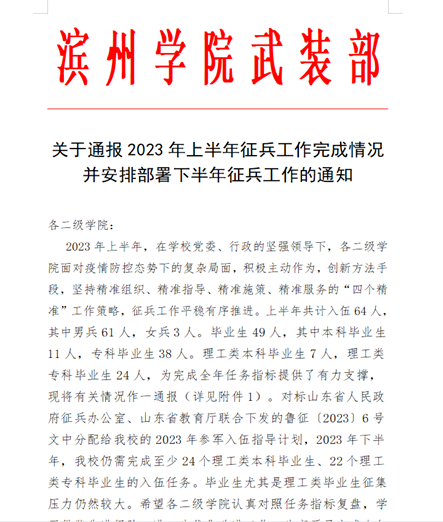 滨州学院武装部
关于通报 2023 年上半年征兵工作完成情况
并安排部署下半年征兵工作的通知
各二级学院：
2023 年上半年，在学校党委、行政的坚强领导下，各二级学
院面对疫情防控态势下的复杂局面，积极主动作为，创新方法手
段，坚持精准组织、精准指导、精准施策、精准服务的“四个精
准”工作策略，征兵工作平稳有序推进。上半年共计入伍 64 人，
其中男兵 61 人，女兵 3 人。毕业生 49 人，其中本科毕业生
11 人，专科毕业生 38 人。理工类本科毕业生 7 人，理工类
专科毕业生 24 人，为完成全年任务指标提供了有力支撑，
现将有关情况作一通报（详见附件 1）。对标山东省人民政
府征兵办公室、山东省教育厅联合下发的鲁征〔2023〕6 号
文中分配给我校的 2023 年参军入伍指导计划，2023 年下半
年，我校仍需完成至少 24 个理工类本科毕业生、22 个理工
类专科毕业生的入伍任务。毕业生尤其是理工类毕业生征集
压力仍然较大。希望各二级学院认真对照任务指标复盘，学